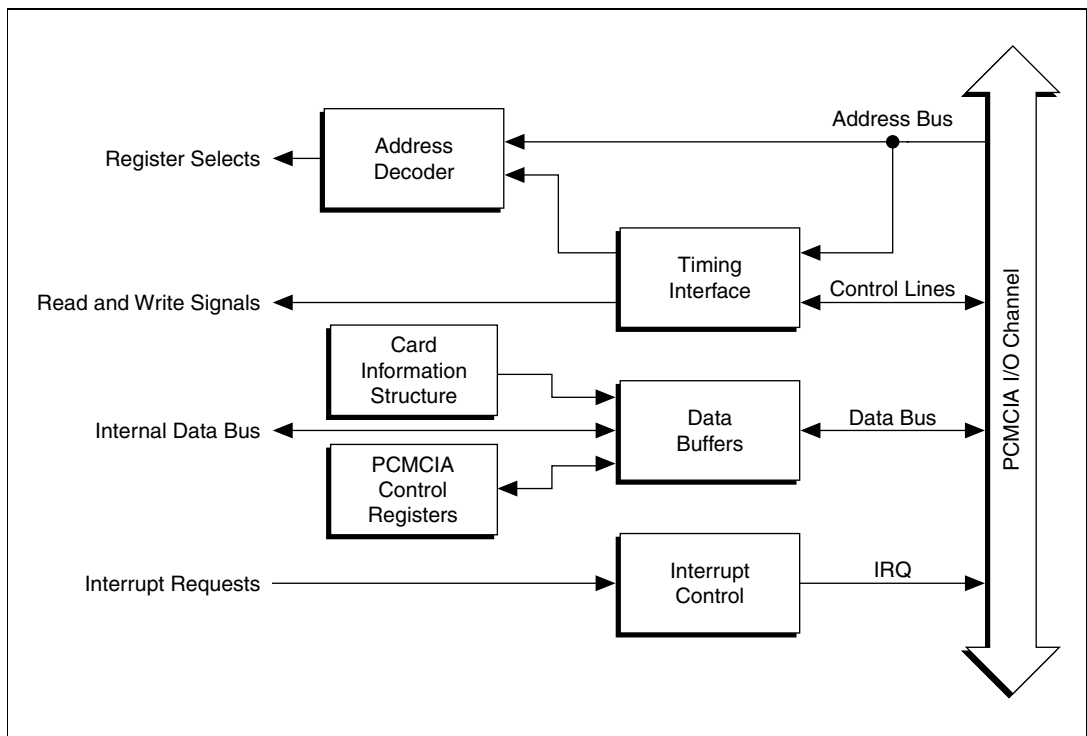 Address Bus
Address
Decoder
Register Selects
Timing
Interface
Control Lines
Read and Write Signals
Card
Information
Structure
Data
Buffers
Data Bus
Internal Data Bus
PCMCIA
Control
Registers
Interrupt Requests
Interrupt
Control
IRQ
PCMCIA I/O Channel